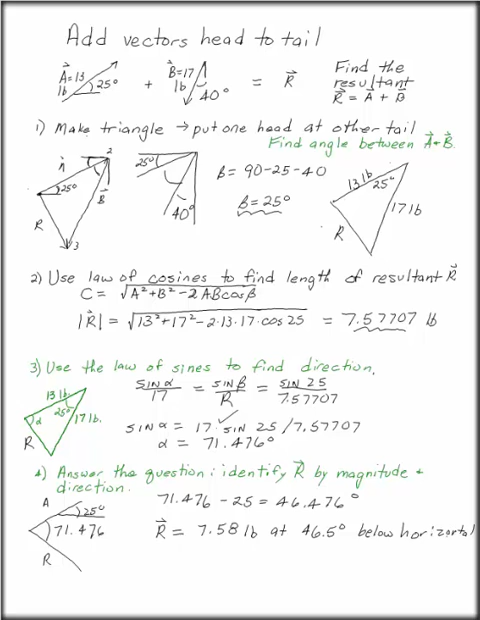 Add vectors head to tail
A=13 lb 25° + B=17 lb 40° = R Find the resultant R = A + B
1) Make triangle → put one head at other tail
Find angle between A+B.
A 2 25° B R 3
25° 40°
β = 90-25-40
β = 25°
13 lb 25° 17 lb R
2) Use law of cosines to find length of resultant R
C = √A²+B²-2ABcosβ
|R| = √13²+17²-2·13·17·cos 25 = 7.57707 lb
3) Use the law of sines to find direction.
13 lb 25° 17 lb. α R
sin α / 17 = sin β / R = sin 25 / 7.57707
sin α = 17 · sin 25 / 7.57707
α = 71.476°
4) Answer the question: identify R by magnitude + direction.
A 25° 71.476 R
71.476 - 25 = 46.476°
R = 7.58 lb at 46.5° below horizontal